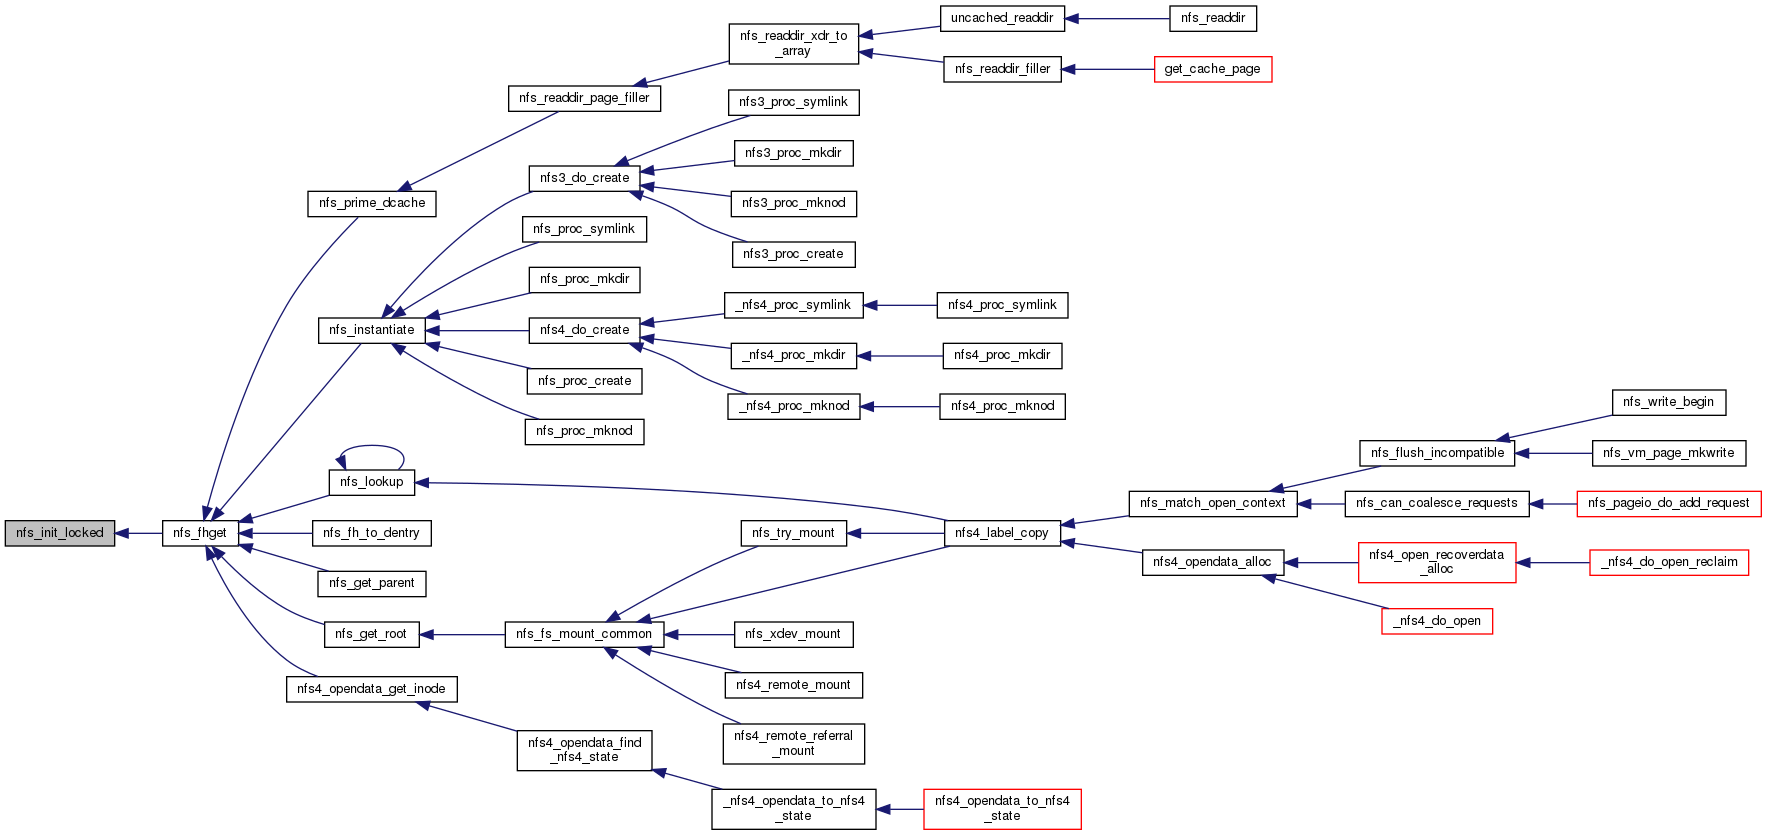 uncached_readdir
nfs_readdir
nfs_readdir_xdr_to
_array
nfs_readdir_filler
get_cache_page
nfs_readdir_page_filler
nfs3_proc_symlink
nfs3_proc_mkdir
nfs3_do_create
nfs_prime_dcache
nfs3_proc_mknod
nfs_proc_symlink
nfs3_proc_create
nfs_proc_mkdir
_nfs4_proc_symlink
nfs4_proc_symlink
nfs_instantiate
nfs4_do_create
_nfs4_proc_mkdir
nfs4_proc_mkdir
nfs_proc_create
_nfs4_proc_mknod
nfs4_proc_mknod
nfs_write_begin
nfs_proc_mknod
nfs_flush_incompatible
nfs_vm_page_mkwrite
nfs_lookup
nfs_match_open_context
nfs_can_coalesce_requests
nfs_pageio_do_add_request
nfs_init_locked
nfs_fhget
nfs_fh_to_dentry
nfs_try_mount
nfs4_label_copy
nfs4_opendata_alloc
nfs4_open_recoverdata
_alloc
_nfs4_do_open_reclaim
nfs_get_parent
_nfs4_do_open
nfs_get_root
nfs_fs_mount_common
nfs_xdev_mount
nfs4_opendata_get_inode
nfs4_remote_mount
nfs4_opendata_find
_nfs4_state
nfs4_remote_referral
_mount
_nfs4_opendata_to_nfs4
_state
nfs4_opendata_to_nfs4
_state